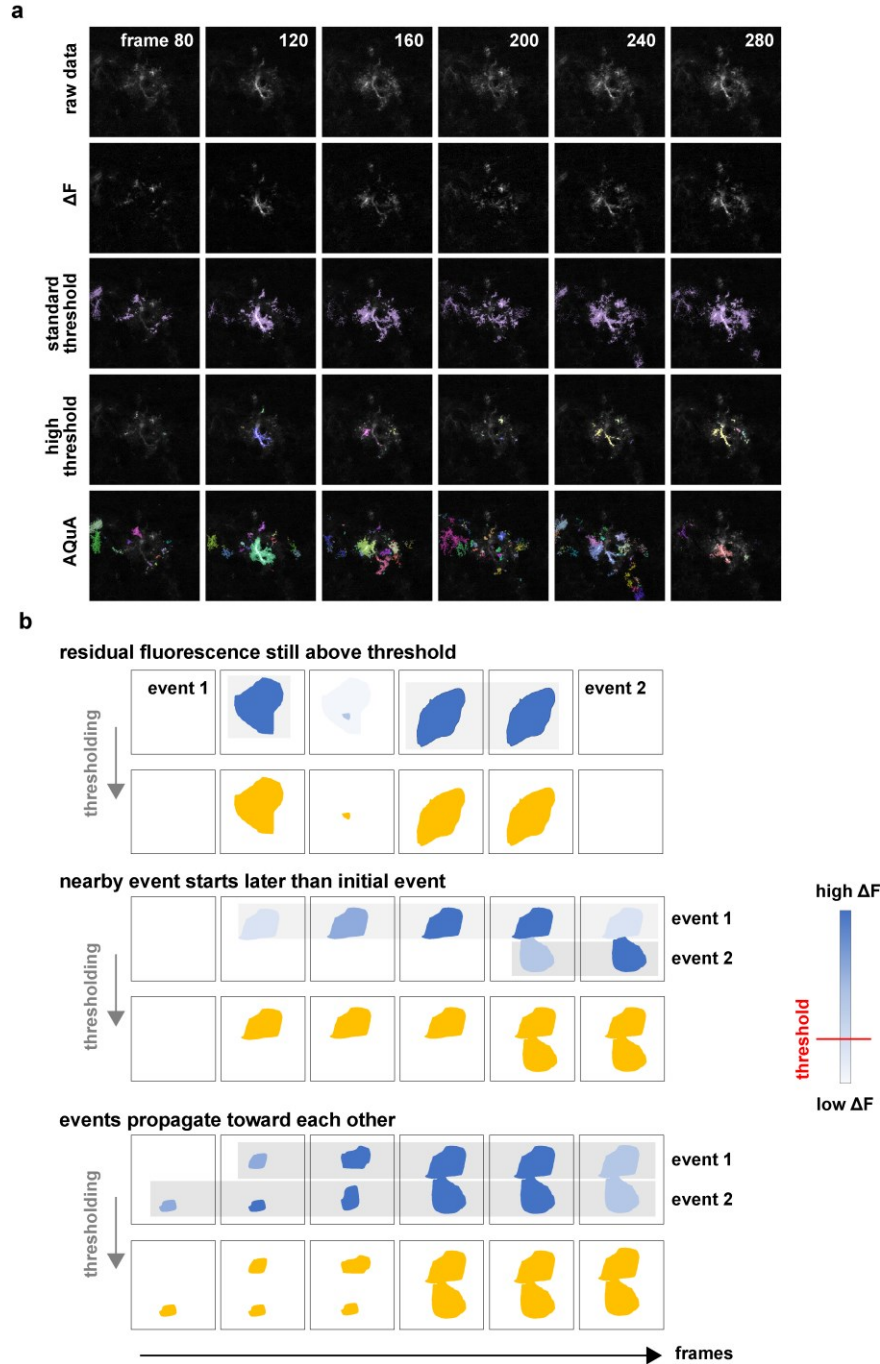 a
frame 80 120 160 200 240 280
raw data
ΔF
standard
threshold
high
threshold
AQuA
b
residual fluorescence still above threshold
event 1
event 2
thresholding
nearby event starts later than initial event
event 1
event 2
thresholding
high ΔF
threshold
low ΔF
events propagate toward each other
event 1
event 2
thresholding
frames